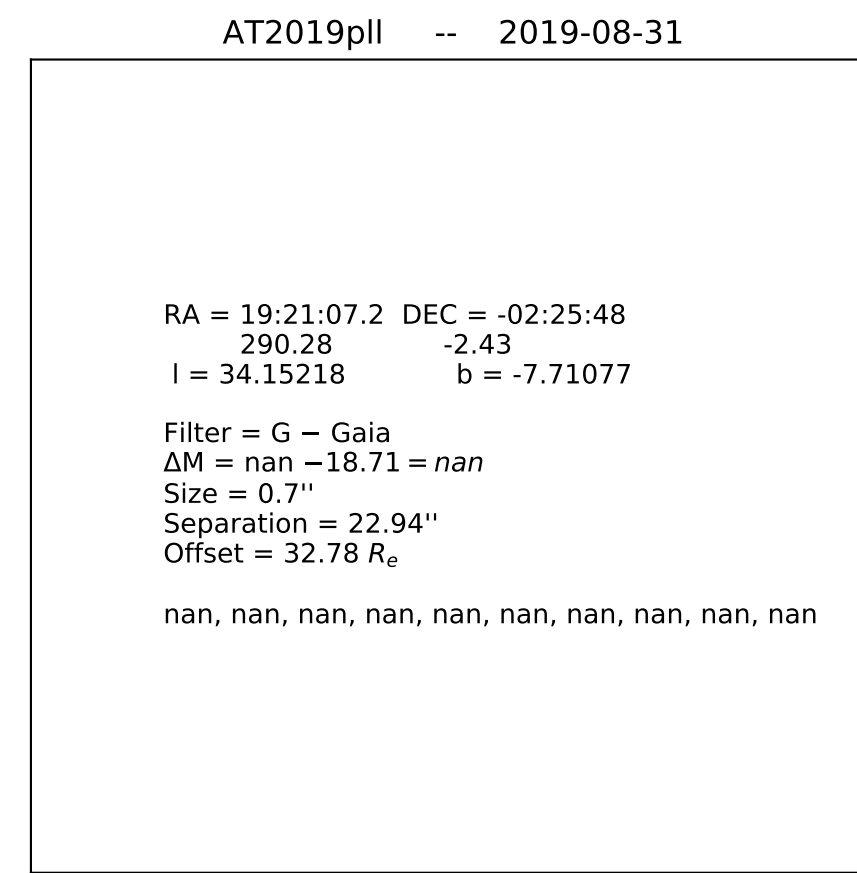 AT2019pll -- 2019-08-31
RA = 19:21:07.2 DEC = -02:25:48
290.28 -2.43
l = 34.15218 b = -7.71077
Filter = G − Gaia
ΔM = nan −18.71 = nan
Size = 0.7''
Separation = 22.94''
Offset = 32.78 Re
nan, nan, nan, nan, nan, nan, nan, nan, nan, nan